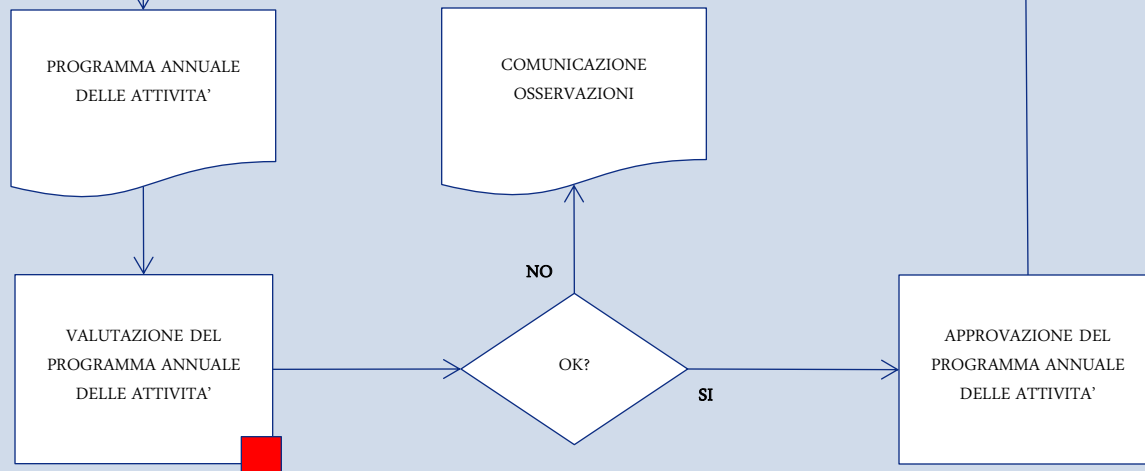 PROGRAMMA ANNUALE
DELLE ATTIVITA’
COMUNICAZIONE
OSSERVAZIONI
NO
VALUTAZIONE DEL
PROGRAMMA ANNUALE
DELLE ATTIVITA’
OK?
SI
APPROVAZIONE DEL
PROGRAMMA ANNUALE
DELLE ATTIVITA’